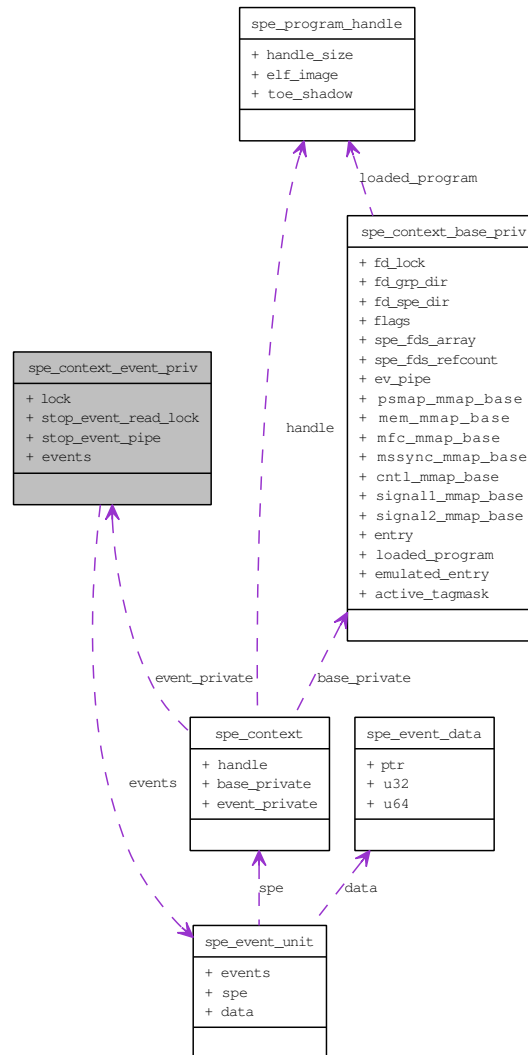 spe_program_handle
+ handle_size
+ elf_image
+ toe_shadow
loaded_program
spe_context_base_priv
+ fd_lock
+ fd_grp_dir
+ fd_spe_dir
+ flags
+ spe_fds_array
+ spe_fds_refcount
+ ev_pipe
+ psmap_mmap_base
+ mem_mmap_base
+ mfc_mmap_base
+ mssync_mmap_base
+ cntl_mmap_base
+ signal1_mmap_base
+ signal2_mmap_base
+ entry
+ loaded_program
+ emulated_entry
+ active_tagmask
spe_context_event_priv
+ lock
+ stop_event_read_lock
+ stop_event_pipe
+ events
handle
event_private
base_private
spe_context
+ handle
+ base_private
+ event_private
spe_event_data
+ ptr
+ u32
+ u64
events
spe
data
spe_event_unit
+ events
+ spe
+ data